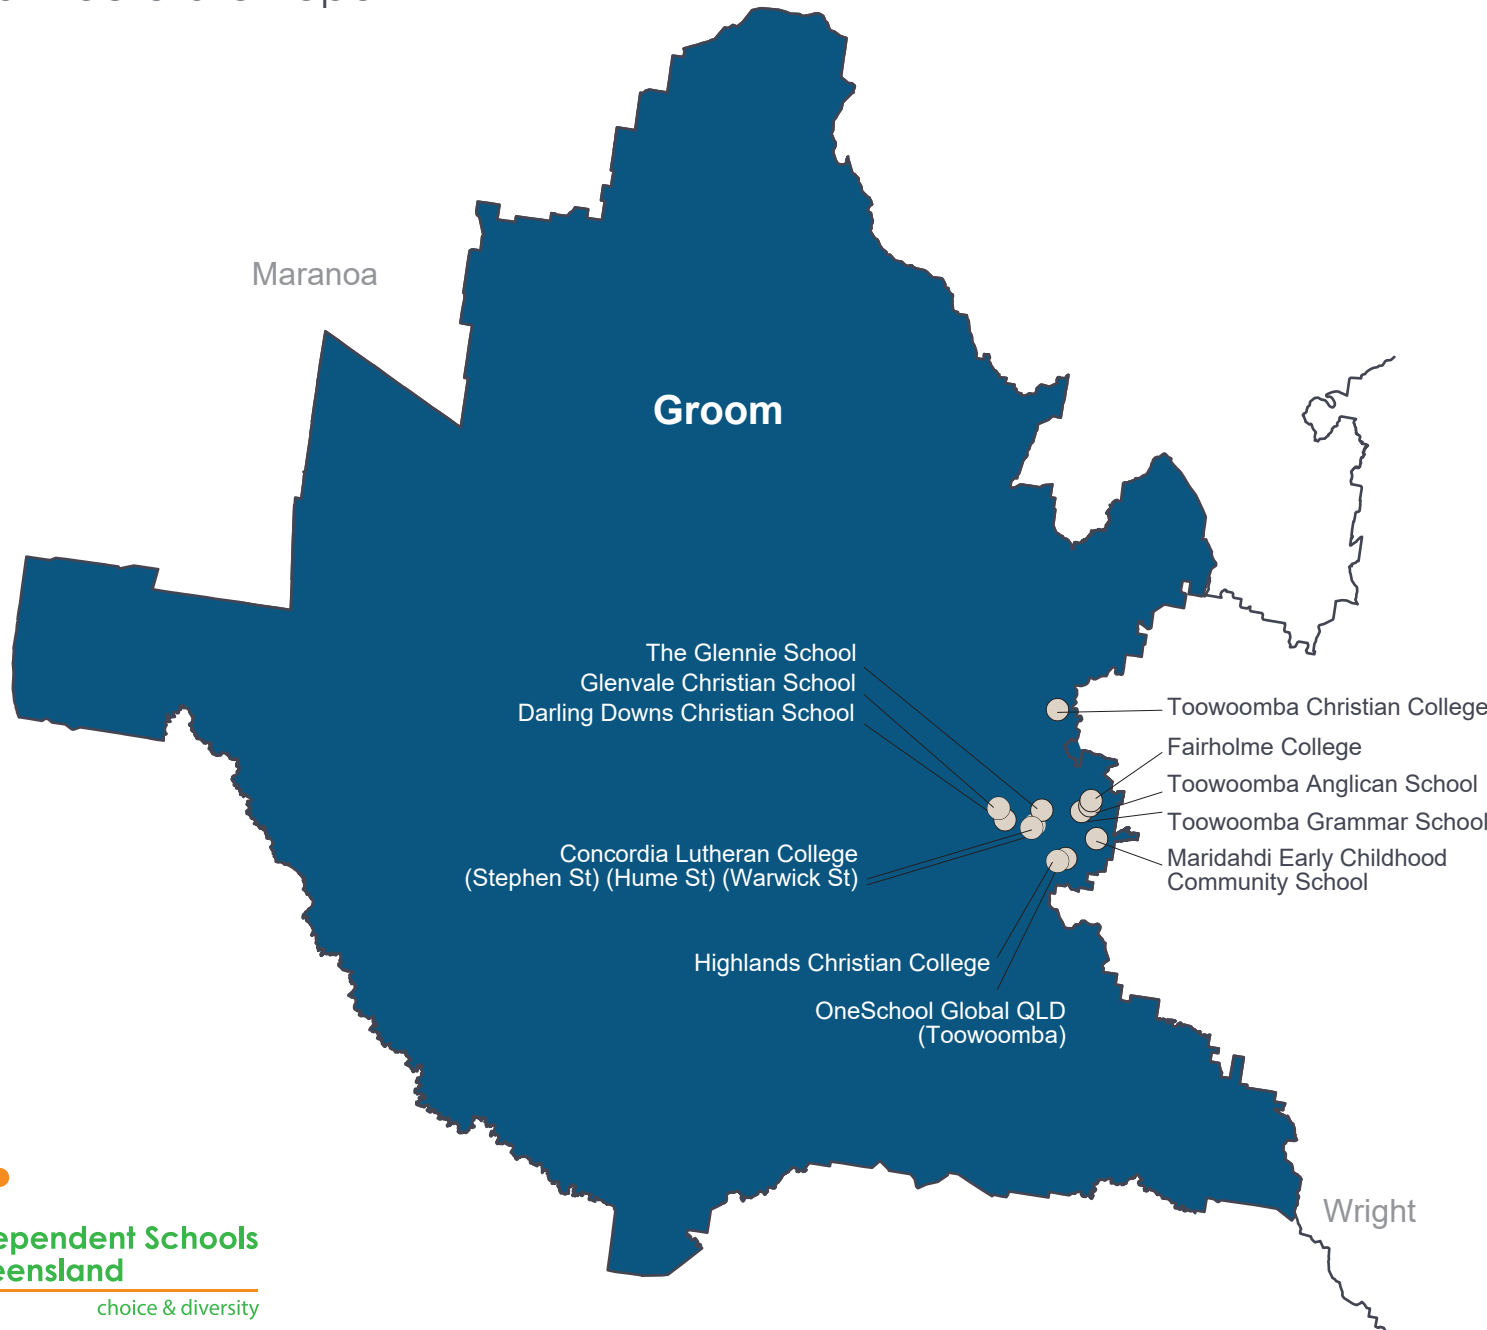 Maranoa
Groom
The Glennie School
Glenvale Christian School
Darling Downs Christian School
Toowoomba Christian College
Fairholme College
Toowoomba Anglican School
Toowoomba Grammar School
Maridahdi Early Childhood
Community School
Concordia Lutheran College
(Stephen St) (Hume St) (Warwick St)
Highlands Christian College
OneSchool Global QLD
(Toowoomba)
Wright
ependent Schools
eensland
choice & diversity